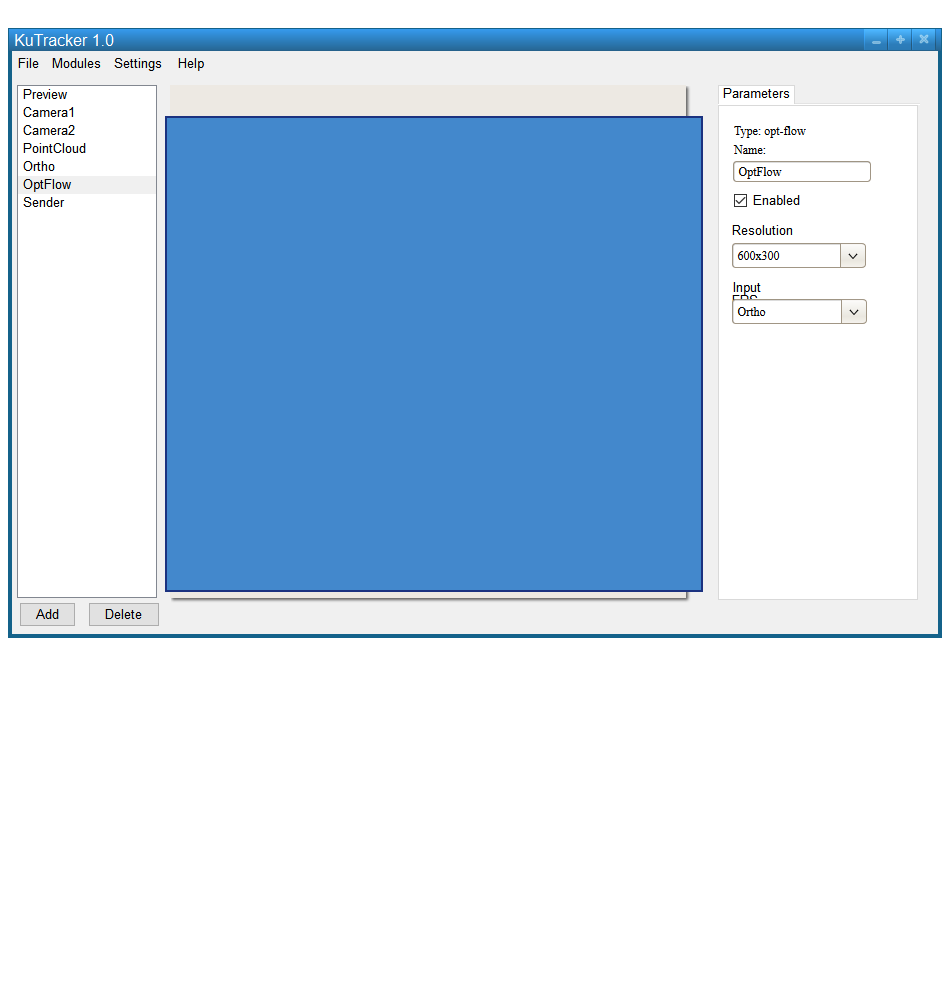 KuTracker 1.0
File Modules Settings Help
Preview
Camera1
Camera2
PointCloud
Ortho
OptFlow
Sender
Add Delete
Parameters
Type: opt-flow
Name:
OptFlow
Enabled
Resolution
600x300
Input
Ortho